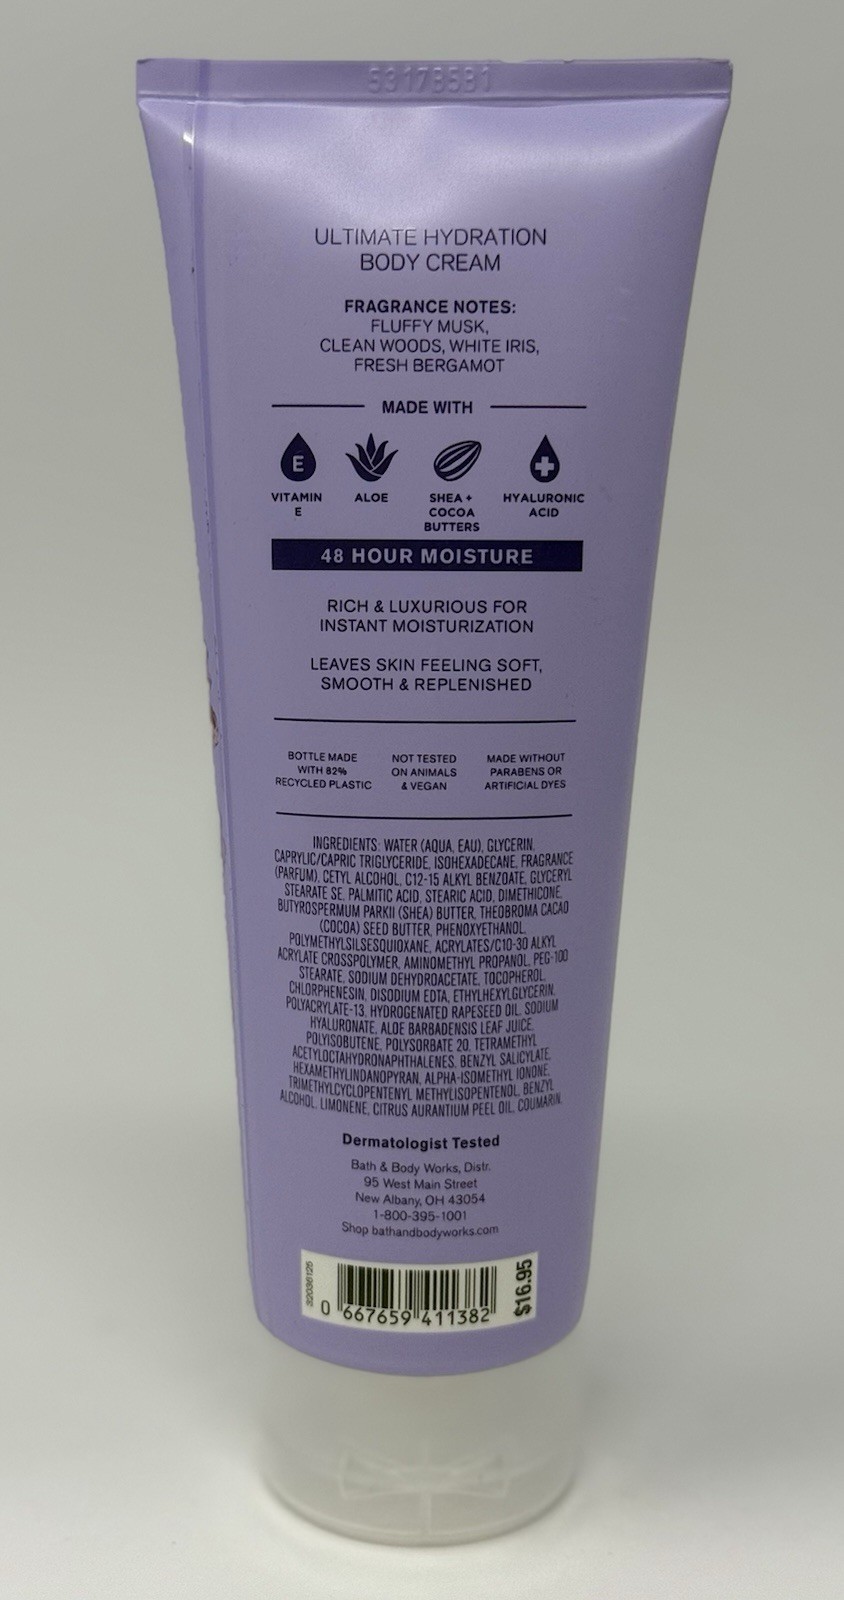 53178581
ULTIMATE HYDRATION
BODY CREAM
FRAGRANCE NOTES:
FLUFFY MUSK,
CLEAN WOODS, WHITE IRIS,
FRESH BERGAMOT
MADE WITH
E
VITAMIN
E
ALOE
SHEA +
COCOA
BUTTERS
HYALURONIC
ACID
48 HOUR MOISTURE
RICH & LUXURIOUS FOR
INSTANT MOISTURIZATION
LEAVES SKIN FEELING SOFT,
SMOOTH & REPLENISHED
BOTTLE MADE
WITH 82%
RECYCLED PLASTIC
NOT TESTED
ON ANIMALS
& VEGAN
MADE WITHOUT
PARABENS OR
ARTIFICIAL DYES
INGREDIENTS: WATER (AQUA, EAU), GLYCERIN,
CAPRYLIC/CAPRIC TRIGLYCERIDE, ISOHEXADECANE, FRAGRANCE
(PARFUM), CETYL ALCOHOL, C12-15 ALKYL BENZOATE, GLYCERYL
STEARATE SE, PALMITIC ACID, STEARIC ACID, DIMETHICONE,
BUTYROSPERMUM PARKII (SHEA) BUTTER, THEOBROMA CACAO
(COCOA) SEED BUTTER, PHENOXYETHANOL,
POLYMETHYLSILSESQUIOXANE, ACRYLATES/C10-30 ALKYL
ACRYLATE CROSSPOLYMER, AMINOMETHYL PROPANOL, PEG-100
STEARATE, SODIUM DEHYDROACETATE, TOCOPHEROL,
CHLORPHENESIN, DISODIUM EDTA, ETHYLHEXYLGLYCERIN,
POLYACRYLATE-13, HYDROGENATED RAPESEED OIL, SODIUM
HYALURONATE, ALOE BARBADENSIS LEAF JUICE,
POLYISOBUTENE, POLYSORBATE 20, TETRAMETHYL
ACETYLOCTAHYDRONAPHTHALENES, BENZYL SALICYLATE,
HEXAMETHYLINDANOPYRAN, ALPHA-ISOMETHYL IONONE,
TRIMETHYLCYCLOPENTENYL METHYLISOPENTENOL, BENZYL
ALCOHOL, LIMONENE, CITRUS AURANTIUM PEEL OIL, COUMARIN.
Dermatologist Tested
Bath & Body Works, Distr.
95 West Main Street
New Albany, OH 43054
1-800-395-1001
Shop bathandbodyworks.com
0 667659 411382
$16.95